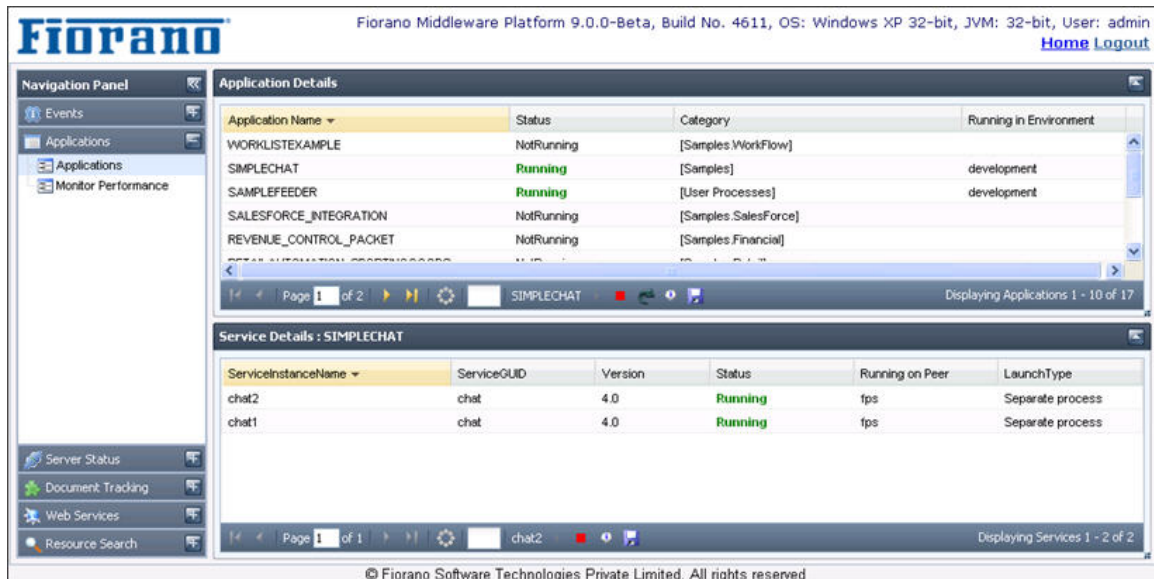 Fiorano
Fiorano Middleware Platform 9.0.0-Beta, Build No. 4611, OS: Windows XP 32-bit, JVM: 32-bit, User: admin
Home Logout
Navigation Panel
Events
Applications
Applications
Monitor Performance
Server Status
Document Tracking
Web Services
Resource Search
Application Details
Application Name Status Category Running in Environment
WORKLISTEXAMPLE NotRunning [Samples.WorkFlow]
SIMPLECHAT Running [Samples] development
SAMPLEFEEDER Running [User Processes] development
SALESFORCE_INTEGRATION NotRunning [Samples.SalesForce]
REVENUE_CONTROL_PACKET NotRunning [Samples.Financial]
Page 1 of 2 SIMPLECHAT Displaying Applications 1 - 10 of 17
Service Details : SIMPLECHAT
ServiceInstanceName ServiceGUID Version Status Running on Peer LaunchType
chat2 chat 4.0 Running fps Separate process
chat1 chat 4.0 Running fps Separate process
Page 1 of 1 chat2 Displaying Services 1 - 2 of 2
© Fiorano Software Technologies Private Limited. All rights reserved